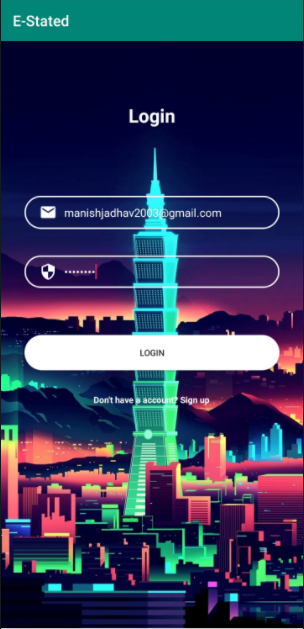 E-Stated
Login
manishjadhav2003@gmail.com
••••••••
LOGIN
Don't have a account? Sign up